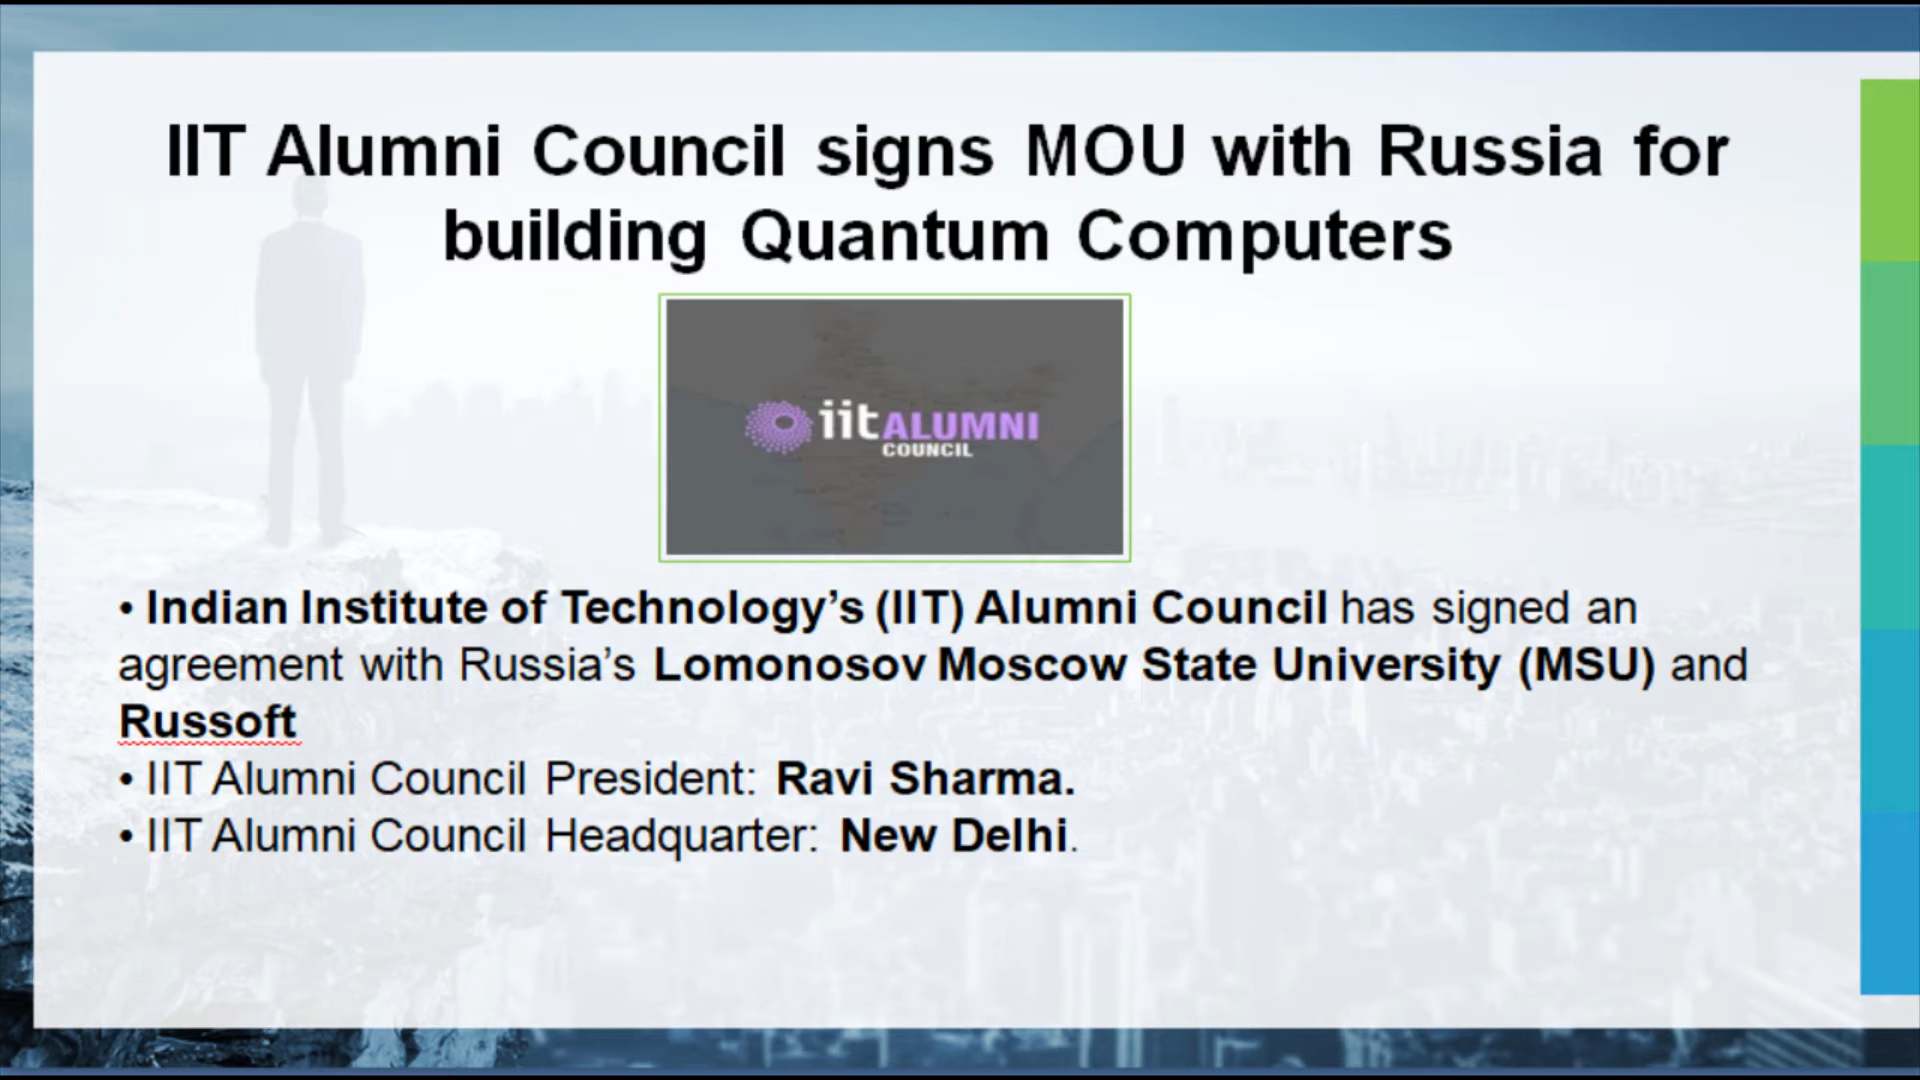 IIT Alumni Council signs MOU with Russia for
building Quantum Computers
iit ALUMNI
COUNCIL
• Indian Institute of Technology’s (IIT) Alumni Council has signed an
agreement with Russia’s Lomonosov Moscow State University (MSU) and
Russoft
• IIT Alumni Council President: Ravi Sharma.
• IIT Alumni Council Headquarter: New Delhi.